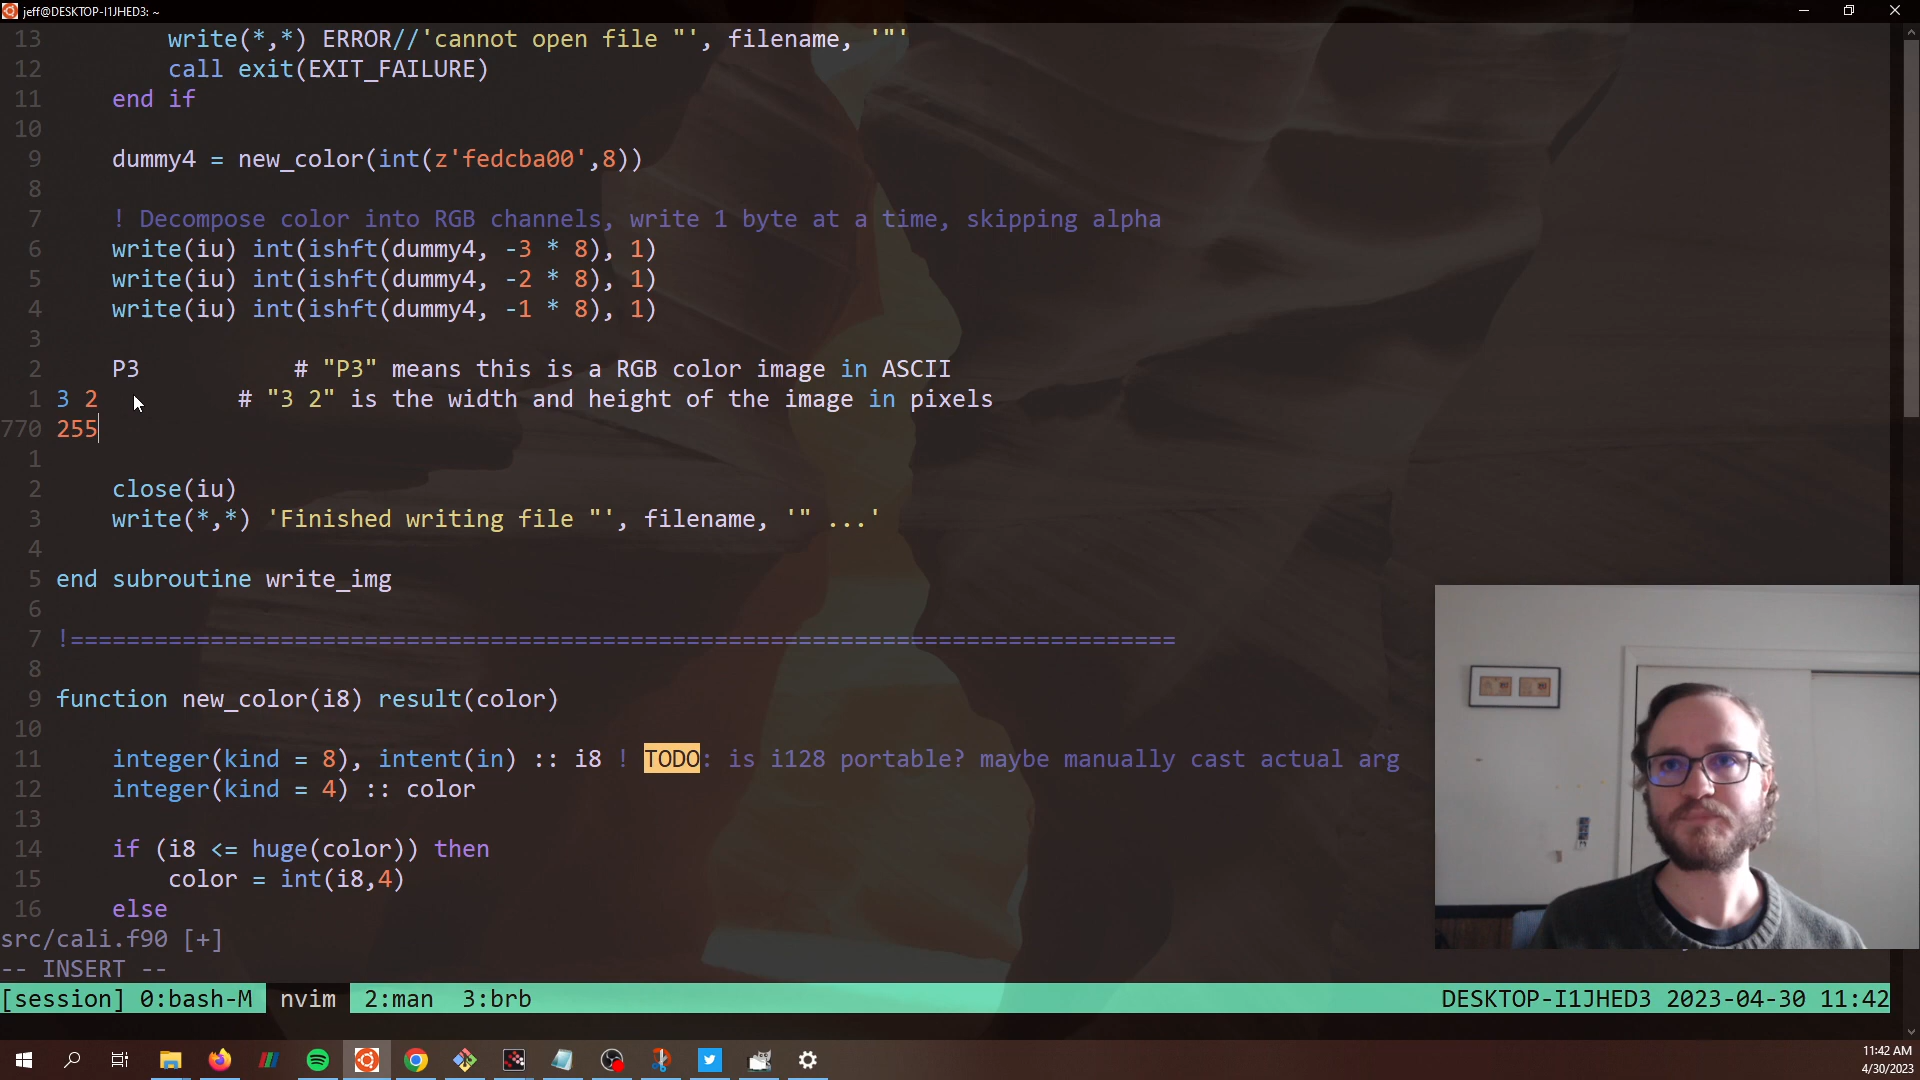 jeff@DESKTOP-I1JHED3: ~
13 write(*,*) ERROR//'cannot open file "', filename, '"'
12 call exit(EXIT_FAILURE)
11 end if
10
9 dummy4 = new_color(int(z'fedcba00',8))
8
7 ! Decompose color into RGB channels, write 1 byte at a time, skipping alpha
6 write(iu) int(ishft(dummy4, -3 * 8), 1)
5 write(iu) int(ishft(dummy4, -2 * 8), 1)
4 write(iu) int(ishft(dummy4, -1 * 8), 1)
3
2 P3 # "P3" means this is a RGB color image in ASCII
1 3 2 # "3 2" is the width and height of the image in pixels
770 255
1
2 close(iu)
3 write(*,*) 'Finished writing file "', filename, '" ...'
4
5 end subroutine write_img
6
7 !===============================================================================
8
9 function new_color(i8) result(color)
10
11 integer(kind = 8), intent(in) :: i8 ! TODO: is i128 portable? maybe manually cast actual arg
12 integer(kind = 4) :: color
13
14 if (i8 <= huge(color)) then
15 color = int(i8,4)
16 else
src/cali.f90 [+]
-- INSERT --
[session] 0:bash-M nvim 2:man 3:brb DESKTOP-I1JHED3 2023-04-30 11:42
11:42 AM
4/30/2023